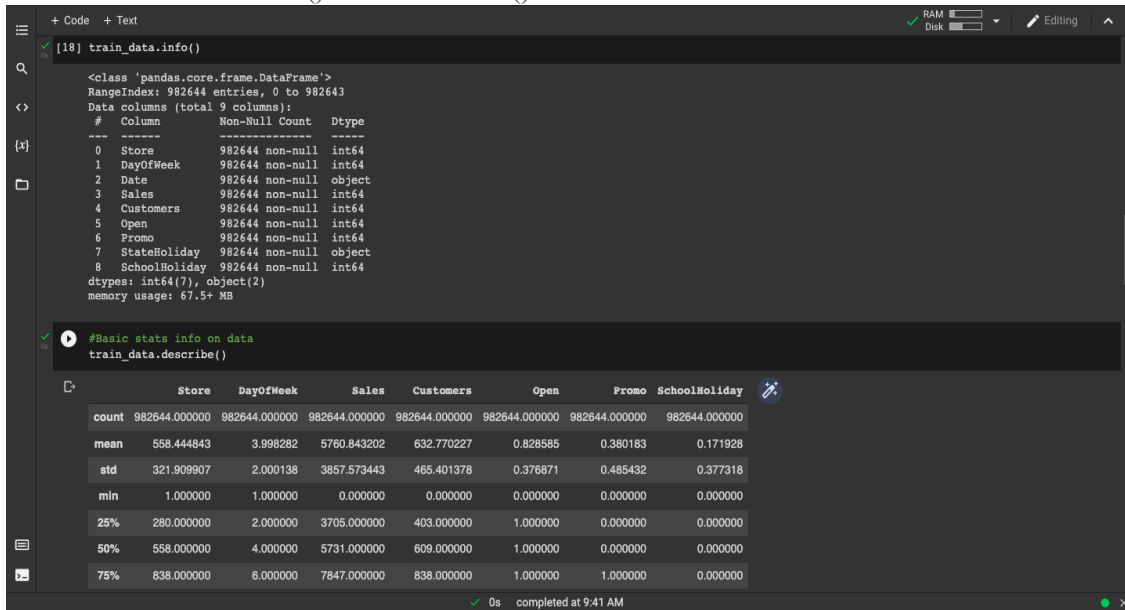 () ()
+ Code + Text
RAM
Disk
Editing
0s
[18] train_data.info()
<class 'pandas.core.frame.DataFrame'>
RangeIndex: 982644 entries, 0 to 982643
Data columns (total 9 columns):
# Column Non-Null Count Dtype
--- ------ -------------- -----
0 Store 982644 non-null int64
1 DayOfWeek 982644 non-null int64
2 Date 982644 non-null object
3 Sales 982644 non-null int64
4 Customers 982644 non-null int64
5 Open 982644 non-null int64
6 Promo 982644 non-null int64
7 StateHoliday 982644 non-null object
8 SchoolHoliday 982644 non-null int64
dtypes: int64(7), object(2)
memory usage: 67.5+ MB
{x}
0s
#Basic stats info on data
train_data.describe()
Store DayOfWeek Sales Customers Open Promo SchoolHoliday
count 982644.000000 982644.000000 982644.000000 982644.000000 982644.000000 982644.000000 982644.000000
mean 558.444843 3.998282 5760.843202 632.770227 0.828585 0.380183 0.171928
std 321.909907 2.000138 3857.573443 465.401378 0.376871 0.485432 0.377318
min 1.000000 1.000000 0.000000 0.000000 0.000000 0.000000 0.000000
25% 280.000000 2.000000 3705.000000 403.000000 1.000000 0.000000 0.000000
50% 558.000000 4.000000 5731.000000 609.000000 1.000000 0.000000 0.000000
75% 838.000000 6.000000 7847.000000 838.000000 1.000000 1.000000 0.000000
0s completed at 9:41 AM